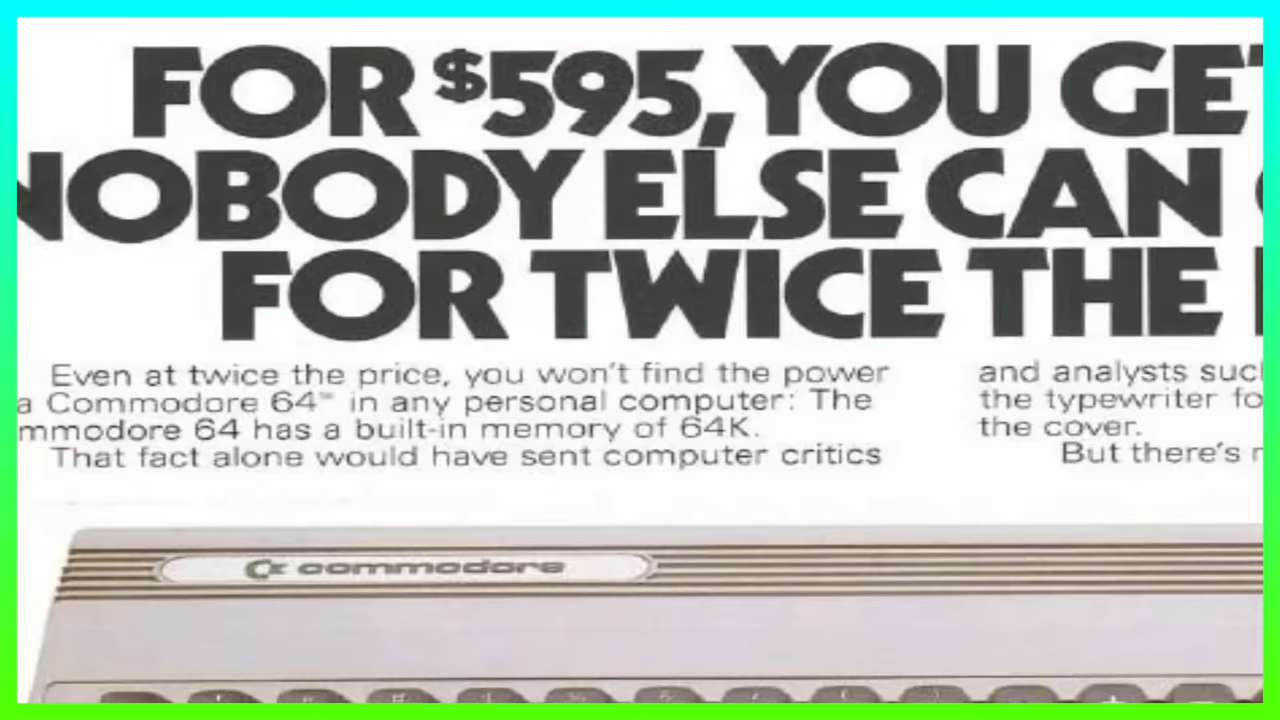 FOR $595, YOU GET
NOBODY ELSE CAN
FOR TWICE THE
Even at twice the price, you won't find the power
a Commodore 64™ in any personal computer: The
mmodore 64 has a built-in memory of 64K.
That fact alone would have sent computer critics
and analysts such
the typewriter fo
the cover.
But there's
commodore